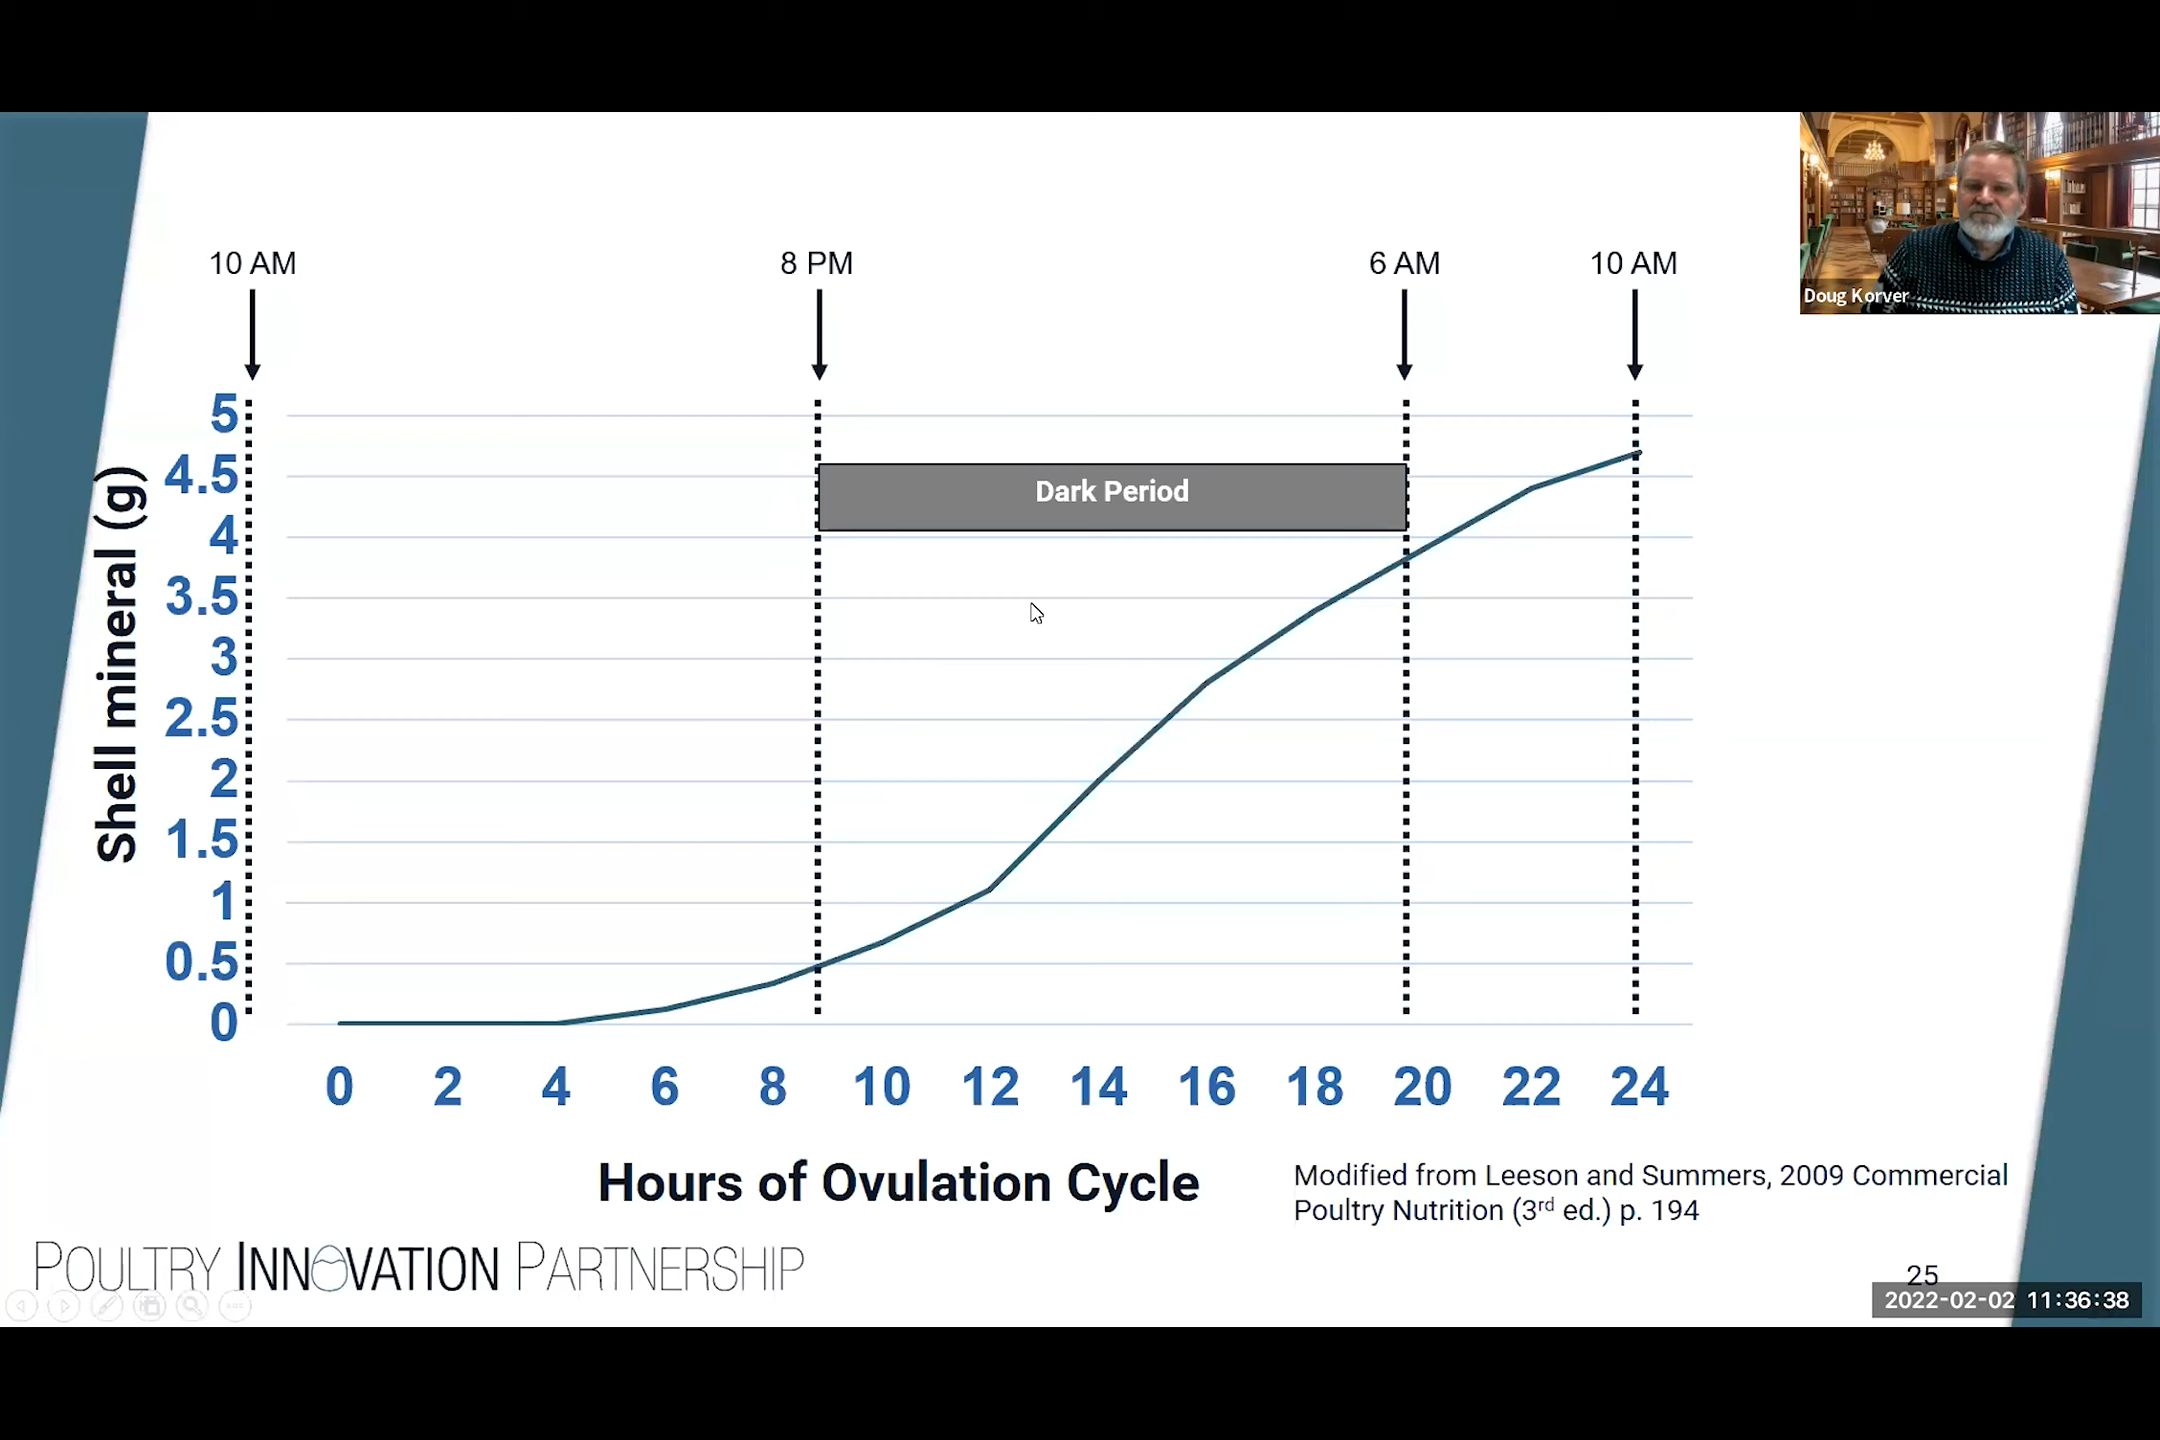 10 AM
8 PM
6 AM
10 AM
Doug Korver
Shell mineral (g)
5
4.5
4
3.5
3
2.5
2
1.5
1
0.5
0
Dark Period
0 2 4 6 8 10 12 14 16 18 20 22 24
Hours of Ovulation Cycle
Modified from Leeson and Summers, 2009 Commercial
Poultry Nutrition (3rd ed.) p. 194
POULTRY INNOVATION PARTNERSHIP
25
2022-02-02 11:36:38